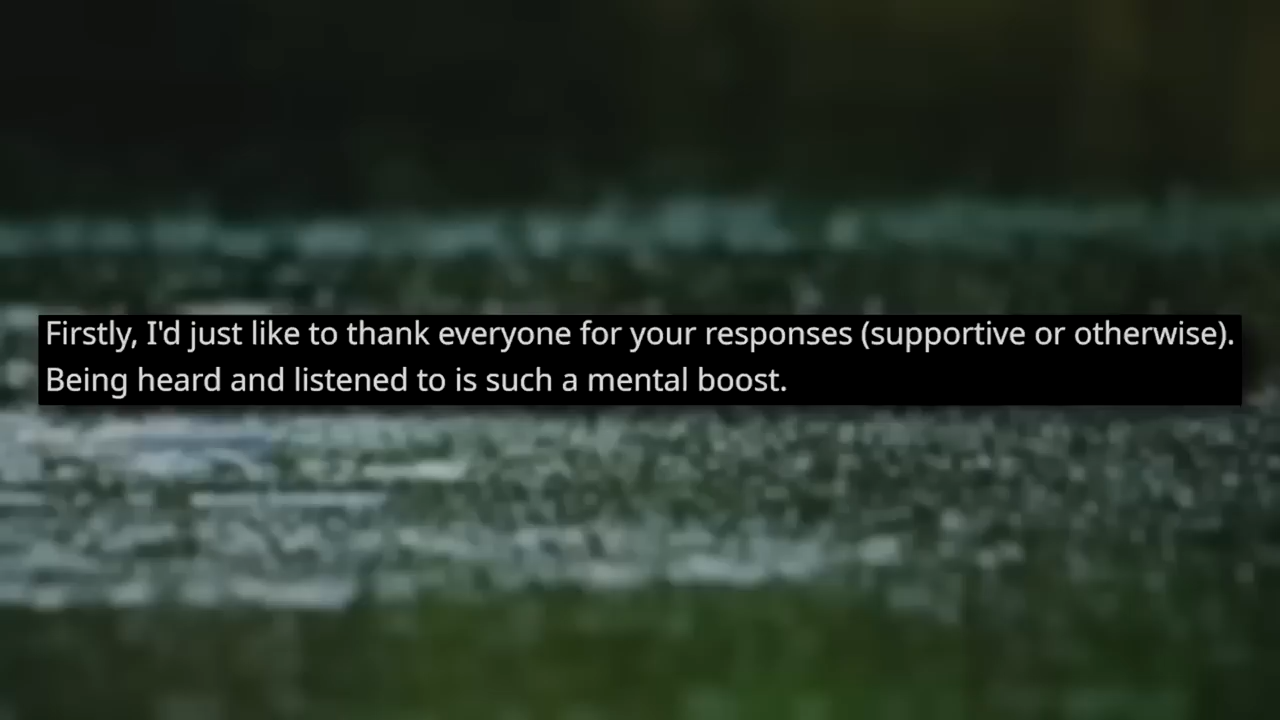 Firstly, I'd just like to thank everyone for your responses (supportive or otherwise).
Being heard and listened to is such a mental boost.